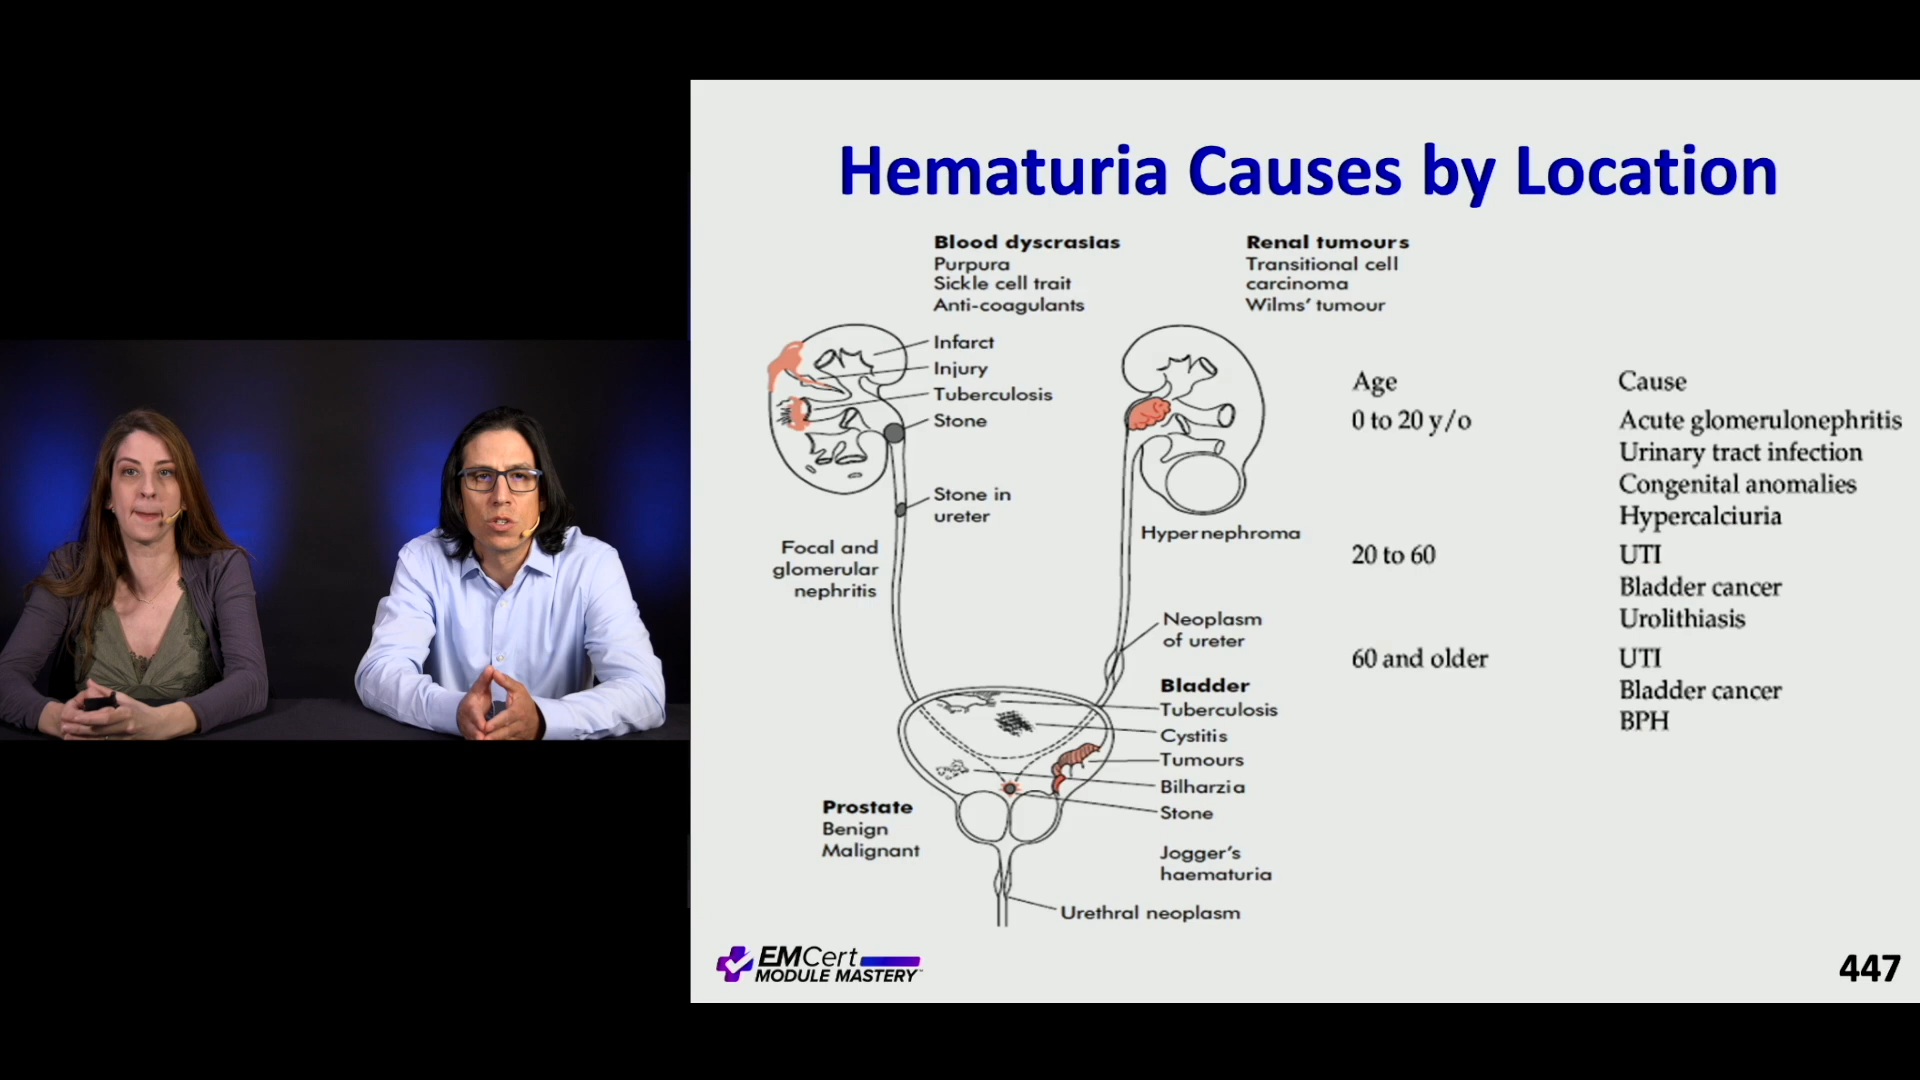 Hematuria Causes by Location
Blood dyscrasias
Purpura
Sickle cell trait
Anti-coagulants
Renal tumours
Transitional cell
carcinoma
Wilms' tumour
Infarct
Injury
Tuberculosis
Stone
Stone in
ureter
Focal and
glomerular
nephritis
Hypernephroma
Neoplasm
of ureter
Bladder
Tuberculosis
Cystitis
Tumours
Bilharzia
Stone
Prostate
Benign
Malignant
Jogger's
haematuria
Urethral neoplasm
Age Cause
0 to 20 y/o Acute glomerulonephritis
Urinary tract infection
Congenital anomalies
Hypercalciuria
20 to 60 UTI
Bladder cancer
Urolithiasis
60 and older UTI
Bladder cancer
BPH
EMCert
MODULE MASTERY™
447